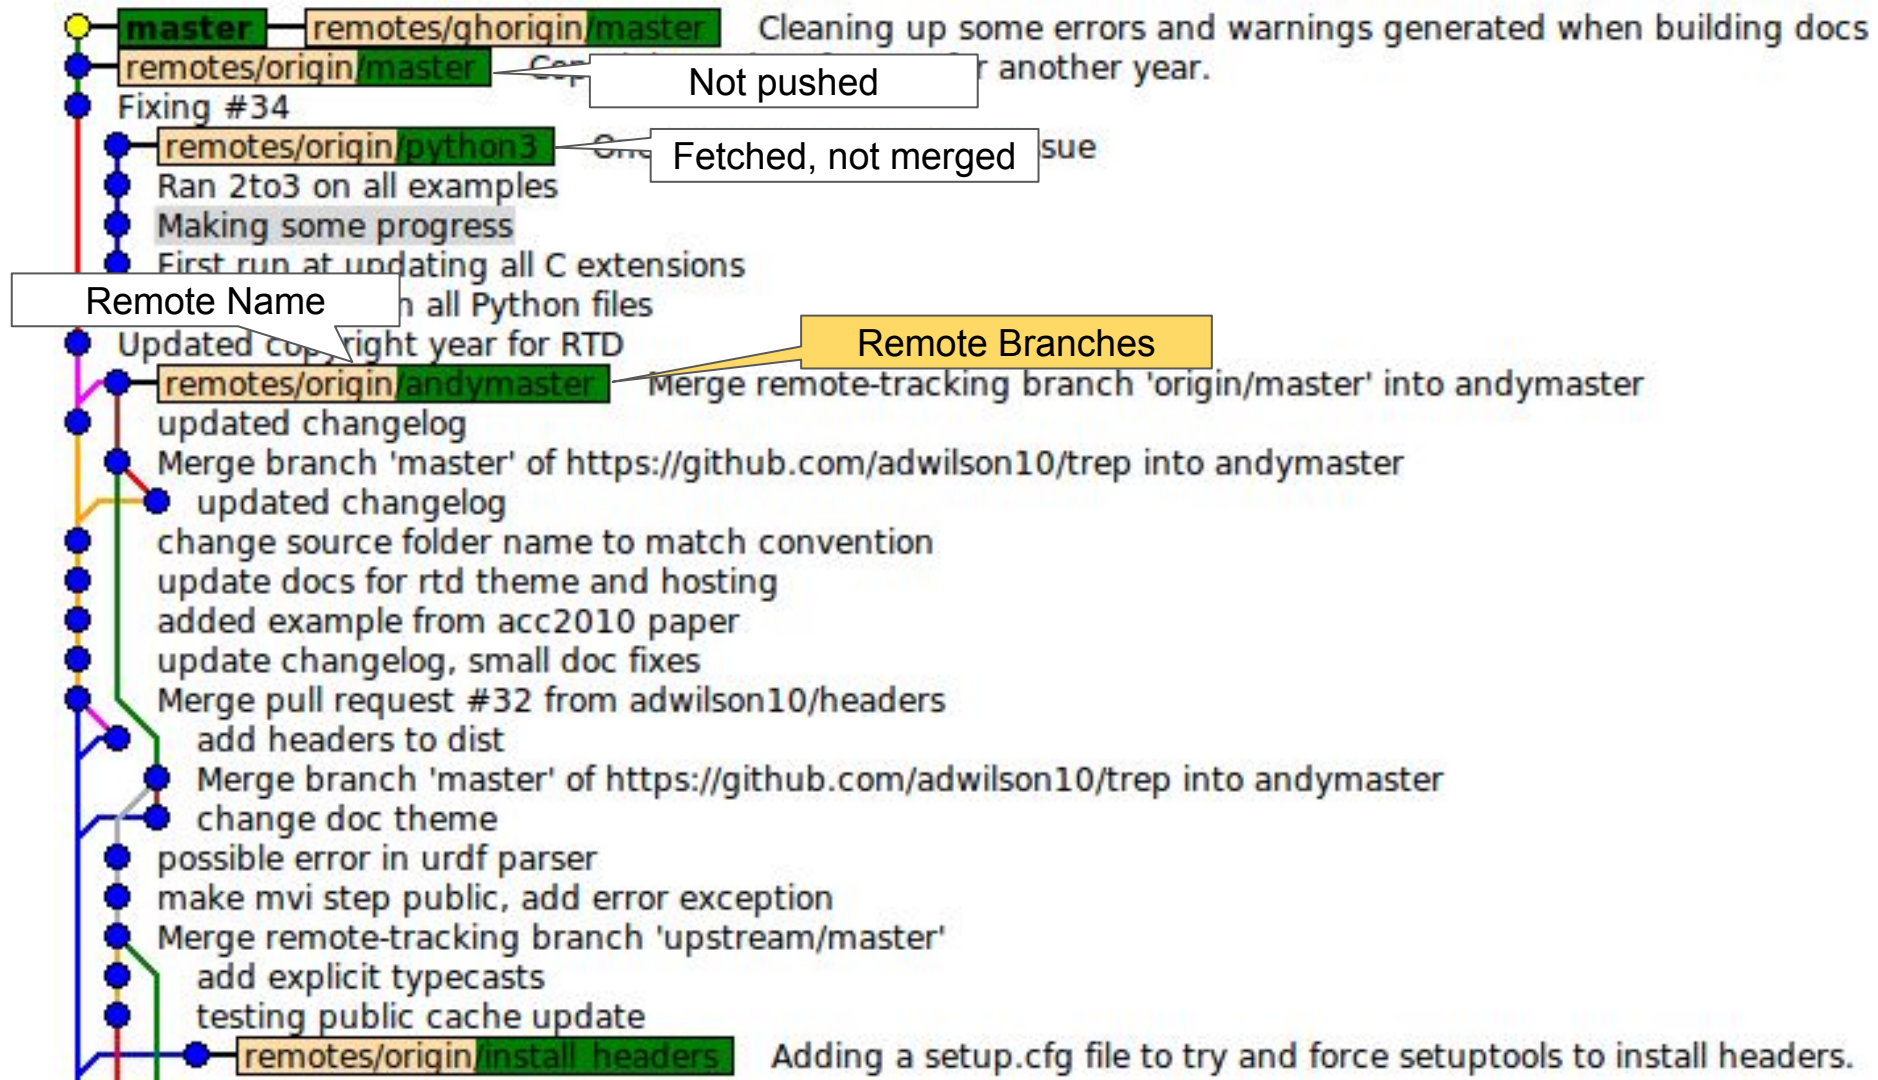 master remotes/ghorigin/master Cleaning up some errors and warnings generated when building docs
remotes/origin/master another year.
Not pushed
Fixing #34
remotes/origin/python3
Fetched, not merged
Ran 2to3 on all examples
Making some progress
First run at updating all C extensions
Remote Name
all Python files
Updated copyright year for RTD
Remote Branches
remotes/origin/andymaster Merge remote-tracking branch 'origin/master' into andymaster
updated changelog
Merge branch 'master' of https://github.com/adwilson10/trep into andymaster
updated changelog
change source folder name to match convention
update docs for rtd theme and hosting
added example from acc2010 paper
update changelog, small doc fixes
Merge pull request #32 from adwilson10/headers
add headers to dist
Merge branch 'master' of https://github.com/adwilson10/trep into andymaster
change doc theme
possible error in urdf parser
make mvi step public, add error exception
Merge remote-tracking branch 'upstream/master'
add explicit typecasts
testing public cache update
remotes/origin/install_headers Adding a setup.cfg file to try and force setuptools to install headers.